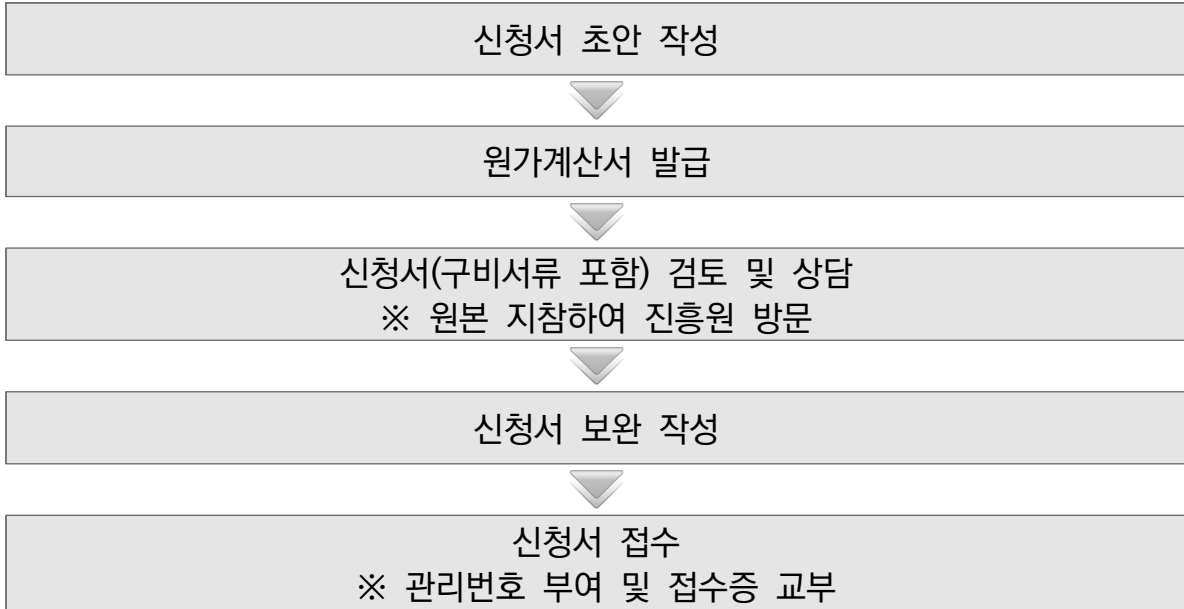 신청서 초안 작성
원가계산서 발급
신청서(구비서류 포함) 검토 및 상담
※ 원본 지참하여 진흥원 방문
신청서 보완 작성
신청서 접수
※ 관리번호 부여 및 접수증 교부